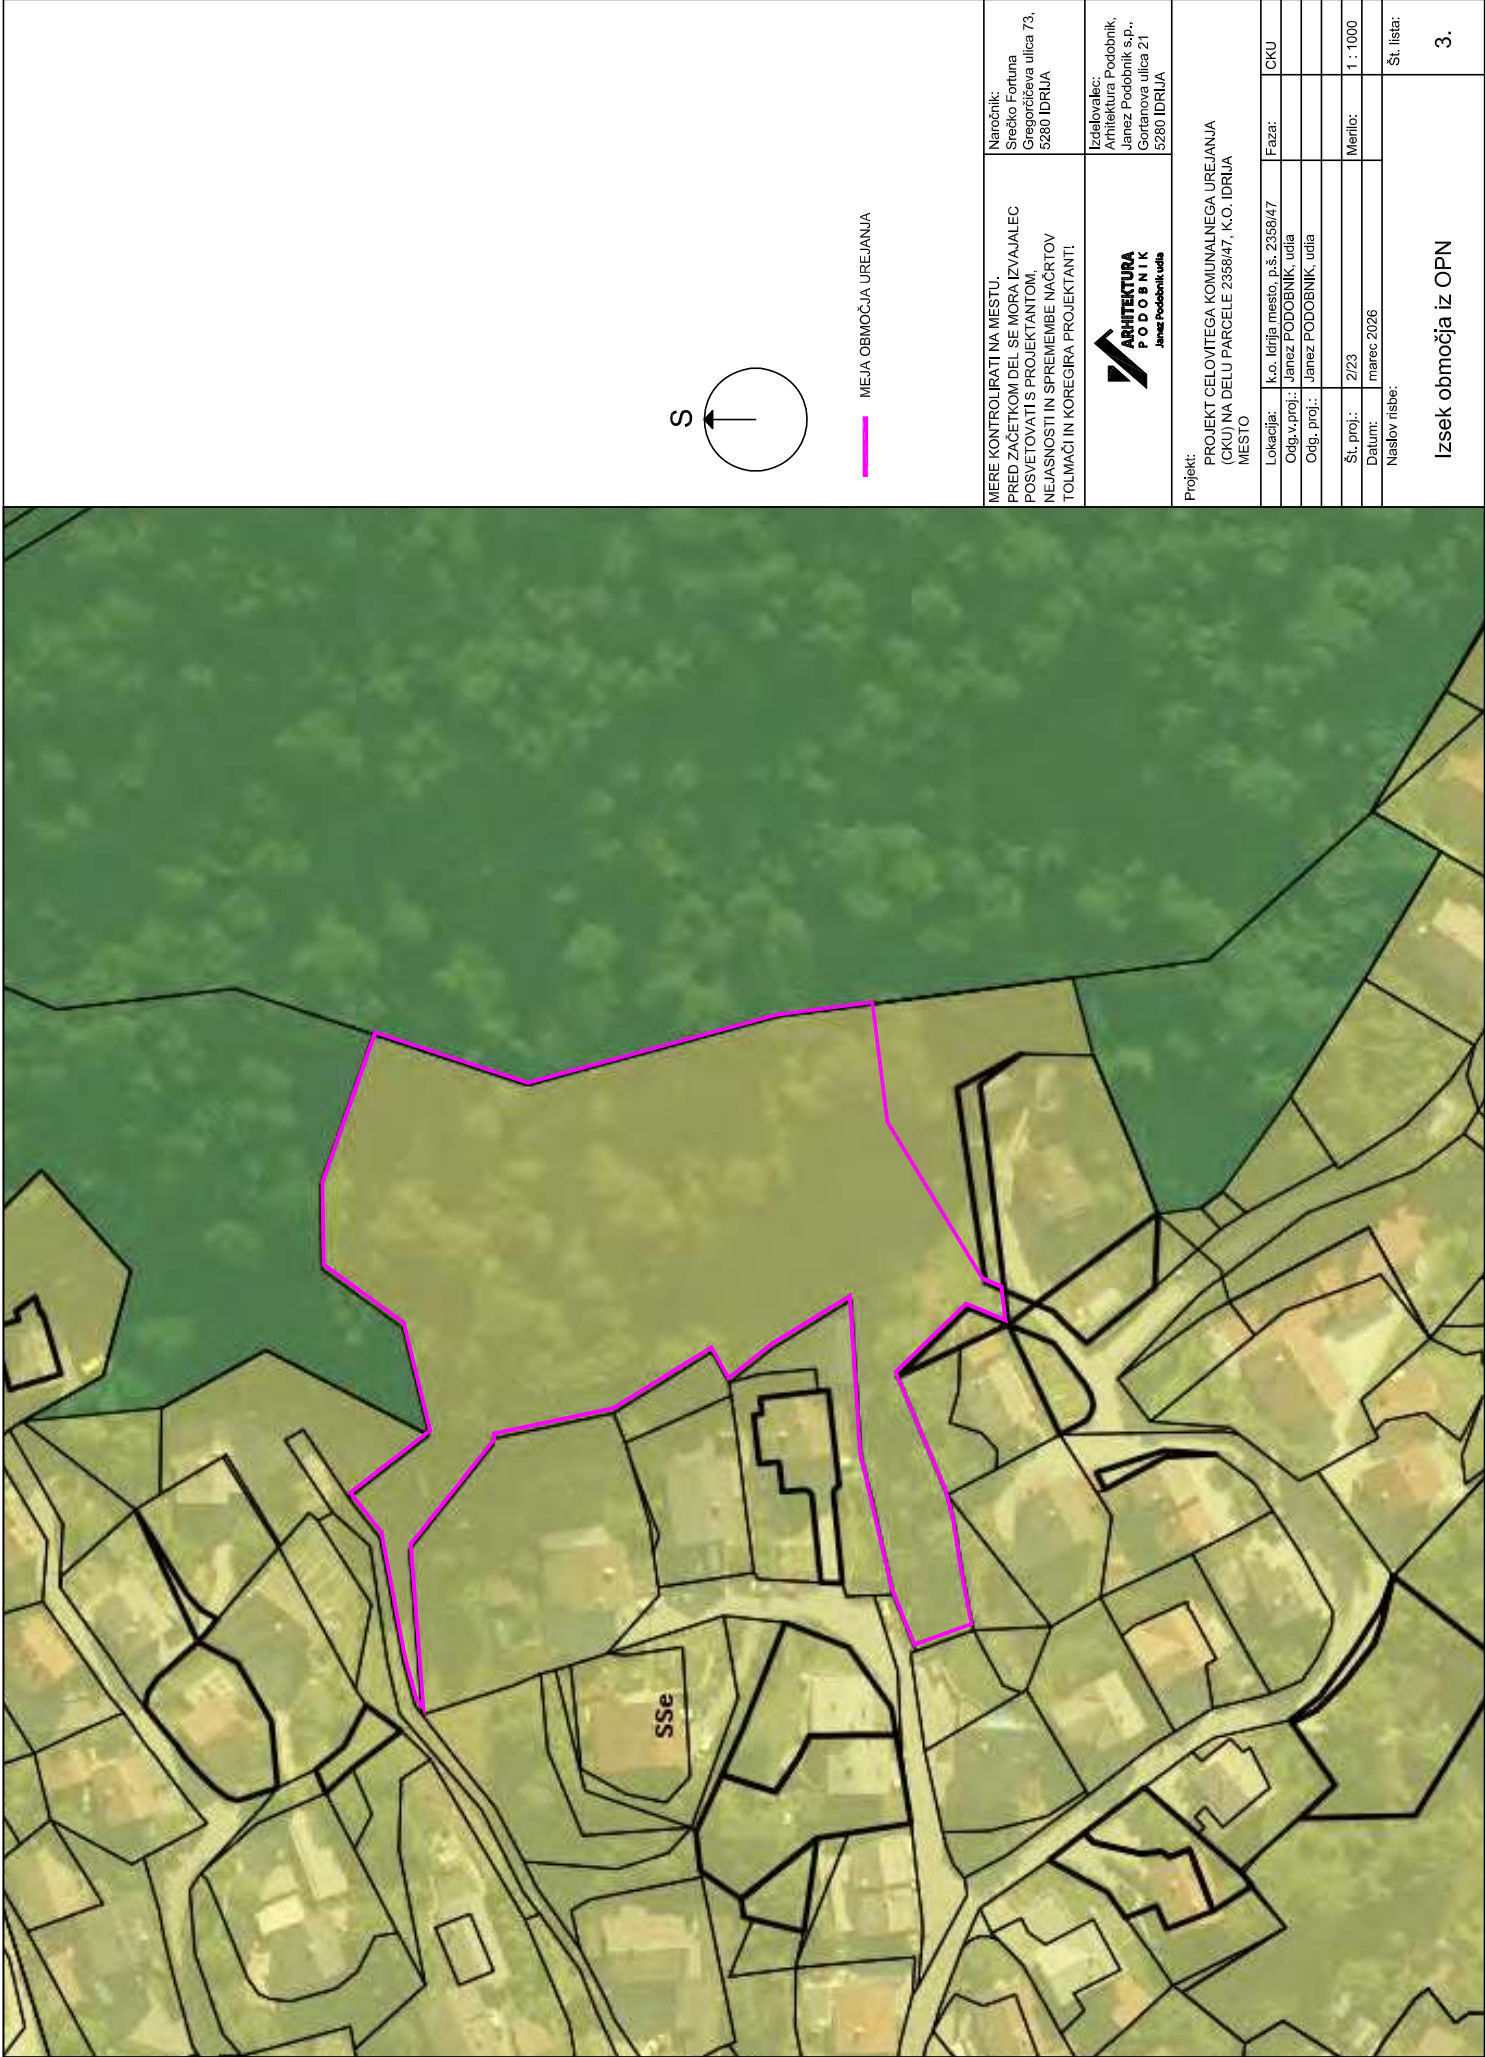 S
MEJA OBMOČJA UREJANJA
SSe
MERE KONTROLIRATI NA MESTU.
PRED ZAČETKOM DEL SE MORA IZVAJALEC
POSVETOVATI S PROJEKTANTOM,
NEJASNOSTI IN SPREMEMBE NAČRTOV
TOLMAČI IN KOREGIRA PROJEKTANT!
Naročnik:
Srečko Fortuna
Gregorčičeva ulica 73,
5280 IDRIJA
ARHITEKTURA
PODOBNIK
Janez Podobnik udia
Izdelovalec:
Arhitektura Podobnik,
Janez Podobnik s.p.,
Gortanova ulica 21
5280 IDRIJA
Projekt:
PROJEKT CELOVITEGA KOMUNALNEGA UREJANJA
(CKU) NA DELU PARCELE 2358/47, K.O. IDRIJA
MESTO
Lokacija: k.o. Idrija mesto, p.š. 2358/47 Faza: CKU
Odg.v.proj.: Janez PODOBNIK, udia
Odg. proj.: Janez PODOBNIK, udia
Št. proj.: 2/23 Merilo: 1 : 1000
Datum: marec 2026
Naslov risbe: Št. lista:
Izsek območja iz OPN 3.